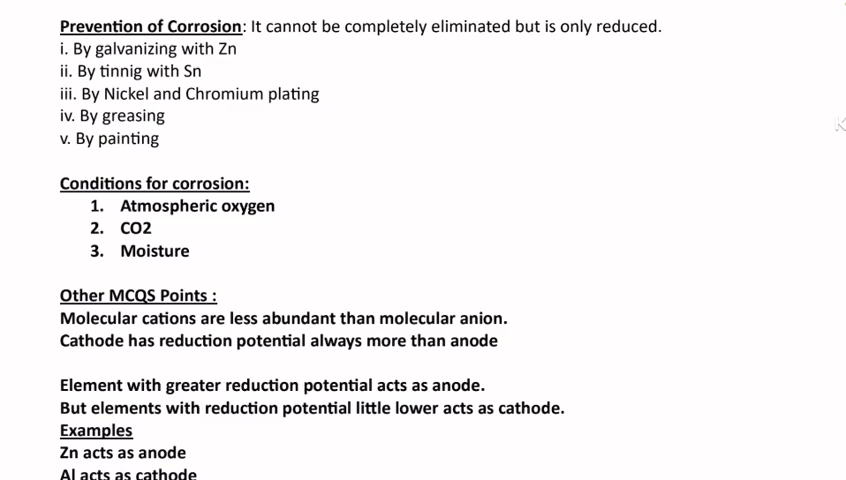 Prevention of Corrosion: It cannot be completely eliminated but is only reduced.
i. By galvanizing with Zn
ii. By tinnig with Sn
iii. By Nickel and Chromium plating
iv. By greasing
v. By painting
Conditions for corrosion:
1. Atmospheric oxygen
2. CO2
3. Moisture
Other MCQS Points :
Molecular cations are less abundant than molecular anion.
Cathode has reduction potential always more than anode
Element with greater reduction potential acts as anode.
But elements with reduction potential little lower acts as cathode.
Examples
Zn acts as anode
Al acts as cathode
K